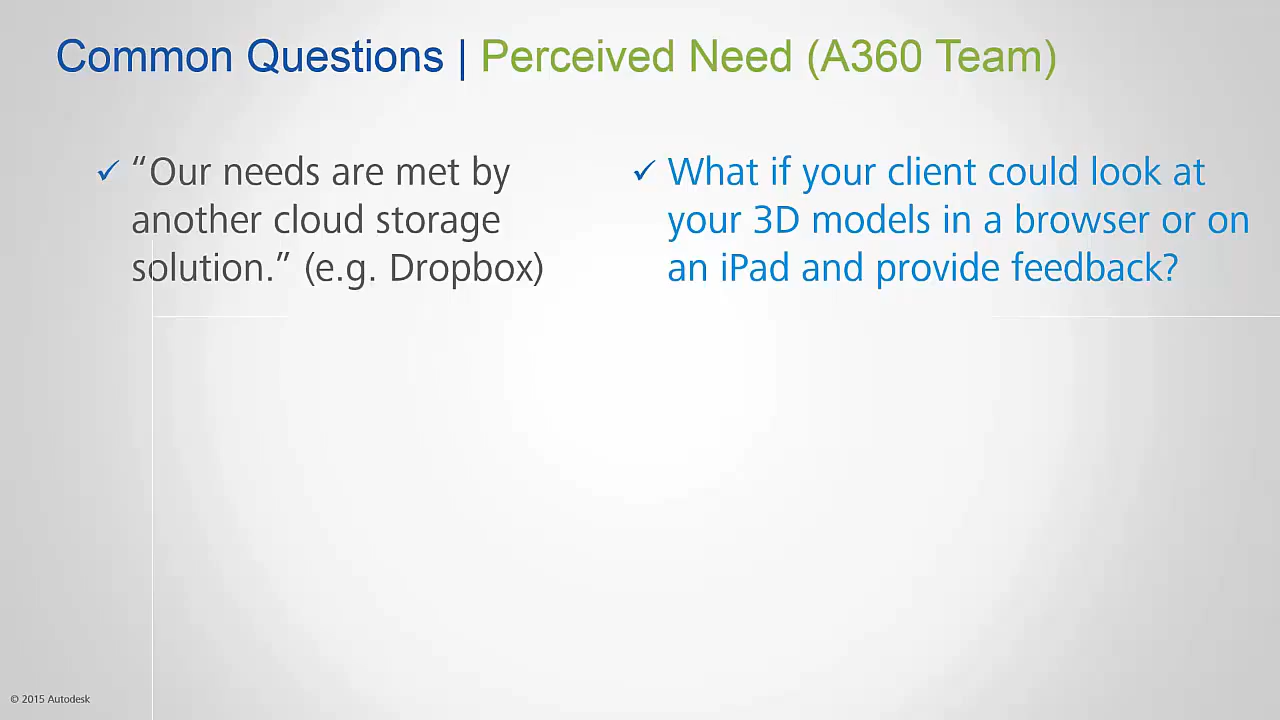 Common Questions | Perceived Need (A360 Team)
✓ “Our needs are met by
another cloud storage
solution.” (e.g. Dropbox)
✓ What if your client could look at
your 3D models in a browser or on
an iPad and provide feedback?
© 2015 Autodesk